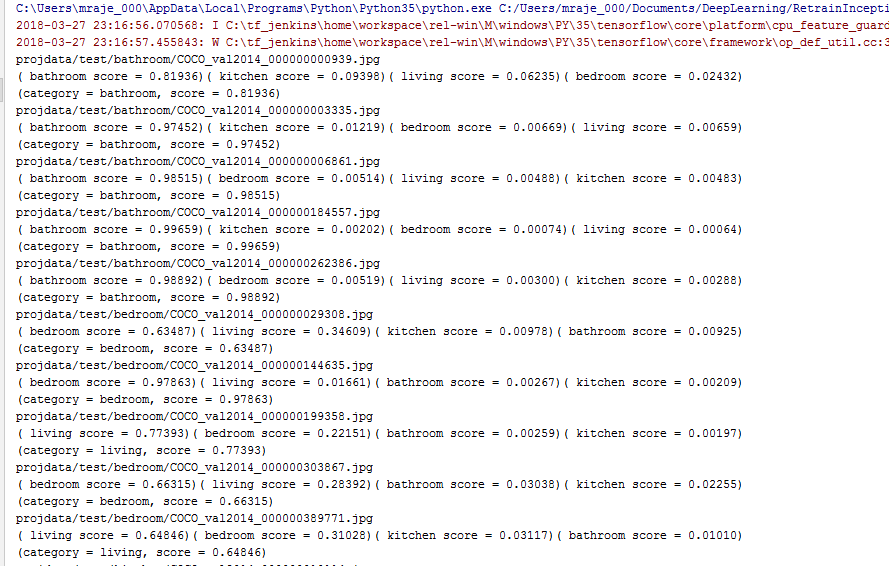 C:\Users\mraje_000\AppData\Local\Programs\Python\Python35\python.exe C:/Users/mraje_000/Documents/DeepLearning/RetrainIncepti
2018-03-27 23:16:56.070568: I C:\tf_jenkins\home\workspace\rel-win\M\windows\PY\35\tensorflow\core\platform\cpu_feature_guard
2018-03-27 23:16:57.455843: W C:\tf_jenkins\home\workspace\rel-win\M\windows\PY\35\tensorflow\core\framework\op_def_util.cc:3
projdata/test/bathroom/COCO_val2014_000000000939.jpg
( bathroom score = 0.81936)( kitchen score = 0.09398)( living score = 0.06235)( bedroom score = 0.02432)
(category = bathroom, score = 0.81936)
projdata/test/bathroom/COCO_val2014_000000003335.jpg
( bathroom score = 0.97452)( kitchen score = 0.01219)( bedroom score = 0.00669)( living score = 0.00659)
(category = bathroom, score = 0.97452)
projdata/test/bathroom/COCO_val2014_000000006861.jpg
( bathroom score = 0.98515)( bedroom score = 0.00514)( living score = 0.00488)( kitchen score = 0.00483)
(category = bathroom, score = 0.98515)
projdata/test/bathroom/COCO_val2014_000000184557.jpg
( bathroom score = 0.99659)( kitchen score = 0.00202)( bedroom score = 0.00074)( living score = 0.00064)
(category = bathroom, score = 0.99659)
projdata/test/bathroom/COCO_val2014_000000262386.jpg
( bathroom score = 0.98892)( bedroom score = 0.00519)( living score = 0.00300)( kitchen score = 0.00288)
(category = bathroom, score = 0.98892)
projdata/test/bedroom/COCO_val2014_000000029308.jpg
( bedroom score = 0.63487)( living score = 0.34609)( kitchen score = 0.00978)( bathroom score = 0.00925)
(category = bedroom, score = 0.63487)
projdata/test/bedroom/COCO_val2014_000000144635.jpg
( bedroom score = 0.97863)( living score = 0.01661)( bathroom score = 0.00267)( kitchen score = 0.00209)
(category = bedroom, score = 0.97863)
projdata/test/bedroom/COCO_val2014_000000199358.jpg
( living score = 0.77393)( bedroom score = 0.22151)( bathroom score = 0.00259)( kitchen score = 0.00197)
(category = living, score = 0.77393)
projdata/test/bedroom/COCO_val2014_000000303867.jpg
( bedroom score = 0.66315)( living score = 0.28392)( bathroom score = 0.03038)( kitchen score = 0.02255)
(category = bedroom, score = 0.66315)
projdata/test/bedroom/COCO_val2014_000000389771.jpg
( living score = 0.64846)( bedroom score = 0.31028)( kitchen score = 0.03117)( bathroom score = 0.01010)
(category = living, score = 0.64846)